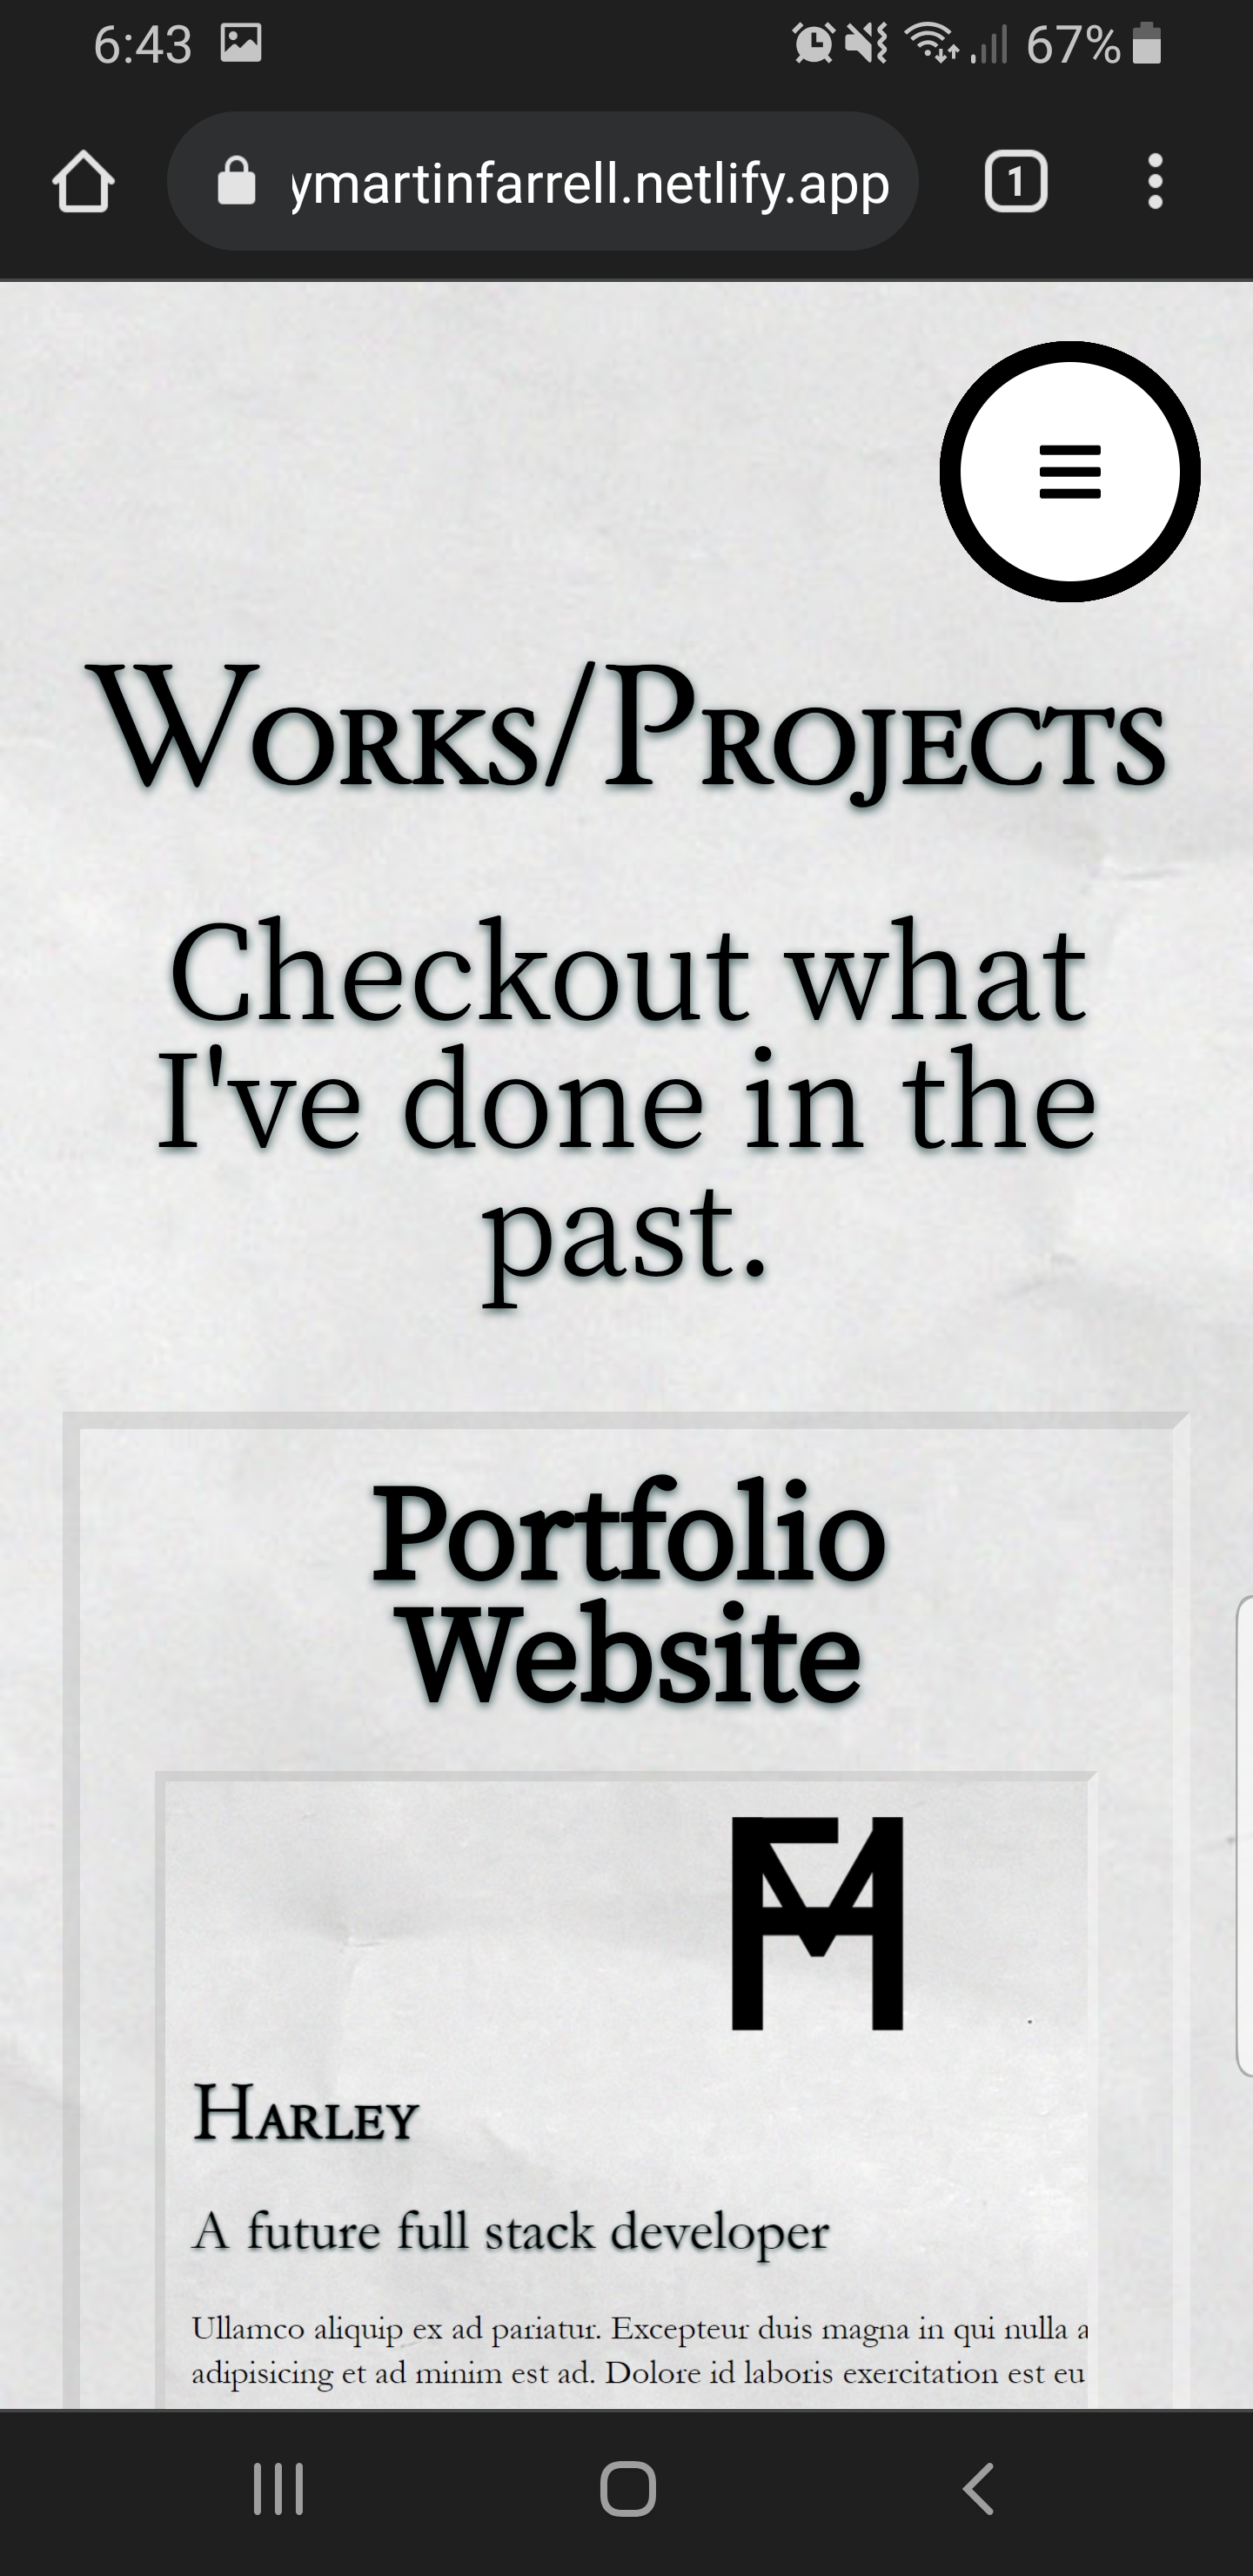 6:43 67%
ymartinfarrell.netlify.app 1
Works/Projects
Checkout what
I've done in the
past.
Portfolio
Website
Harley
A future full stack developer
Ullamco aliquip ex ad pariatur. Excepteur duis magna in qui nulla a
adipisicing et ad minim est ad. Dolore id laboris exercitation est eu